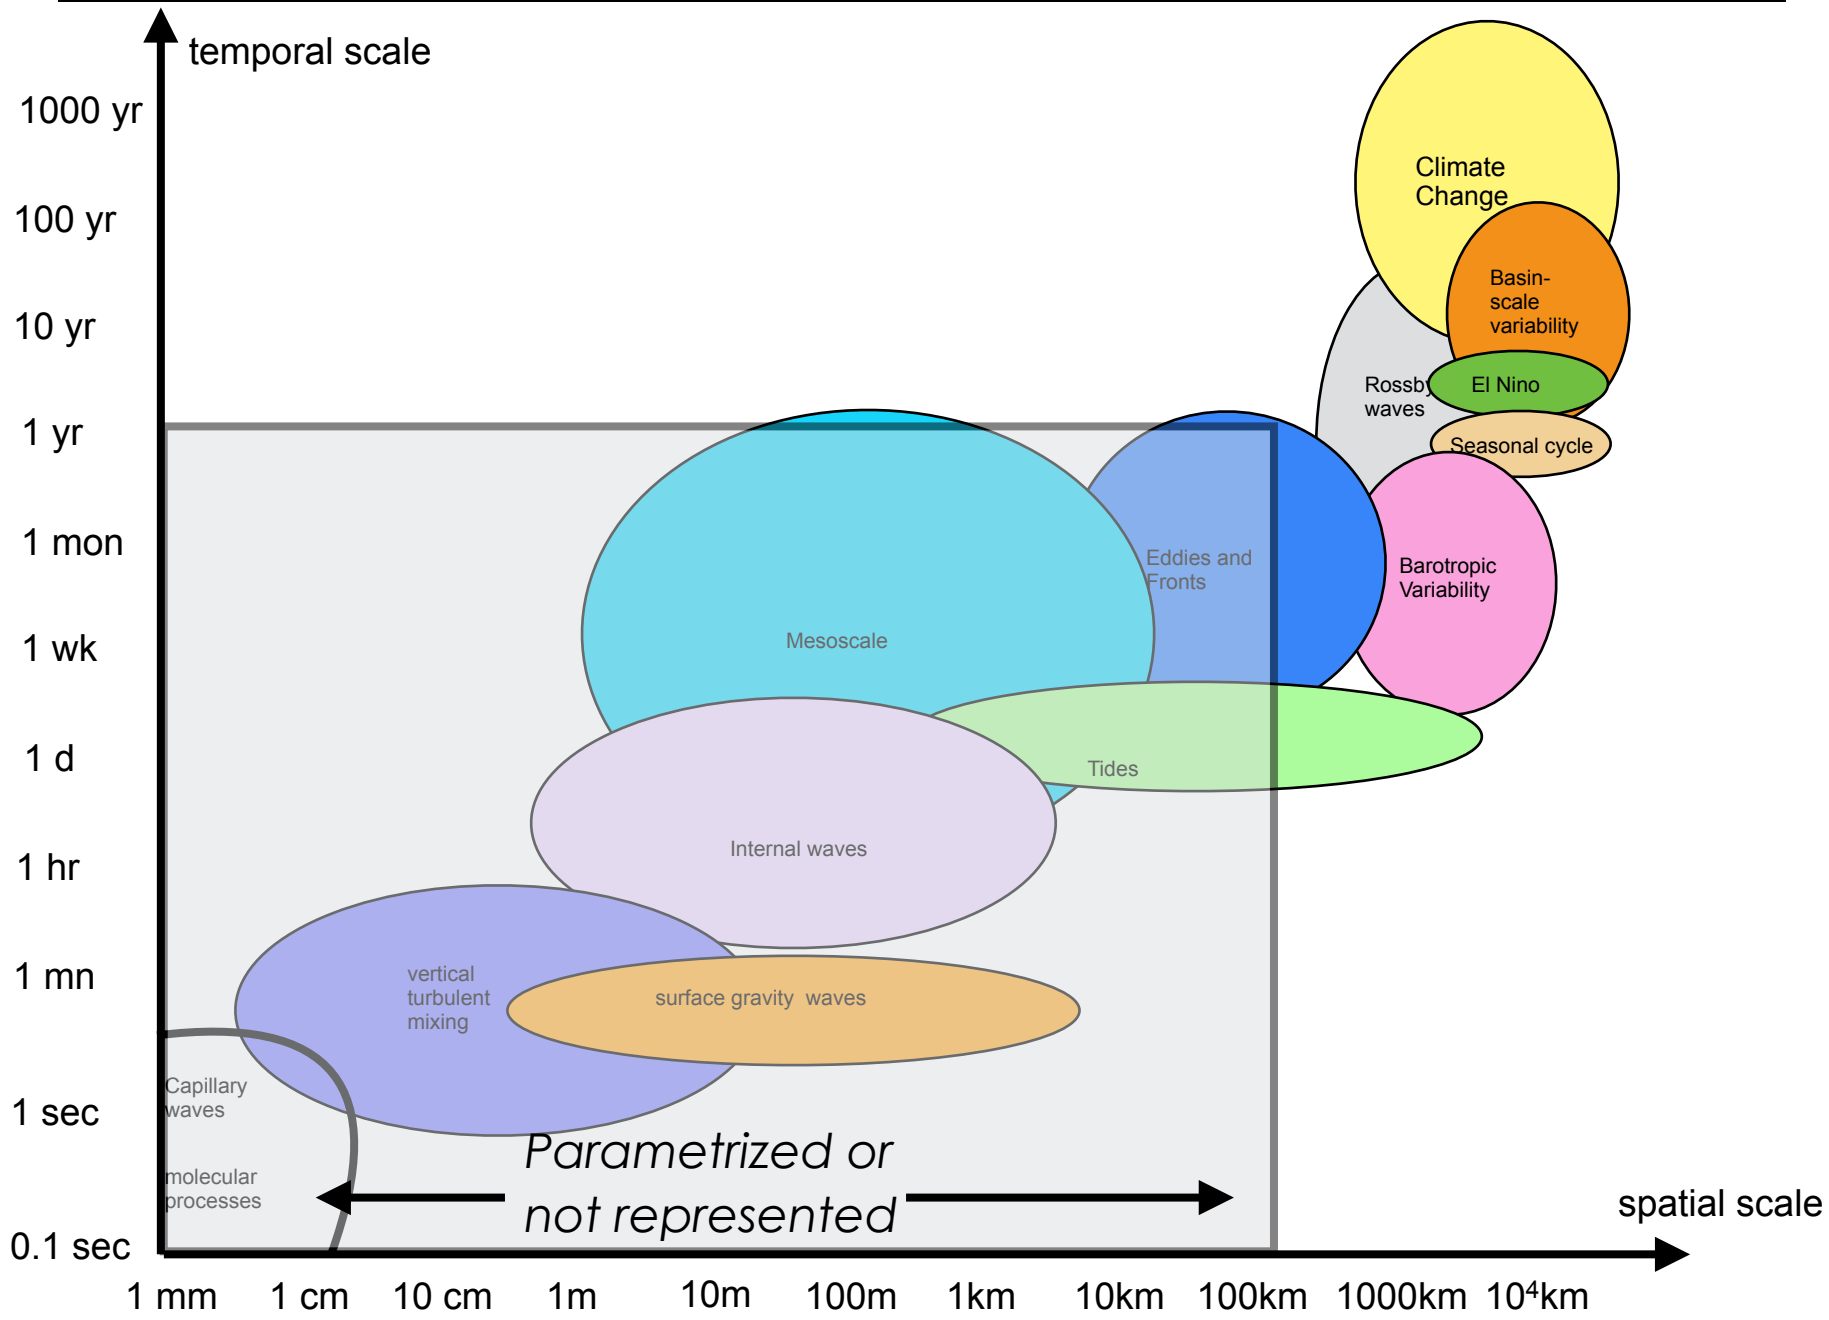 temporal scale
1000 yr
100 yr
10 yr
1 yr
1 mon
1 wk
1 d
1 hr
1 mn
1 sec
0.1 sec
Climate
Change
Basin-
scale
variability
Rossby
waves
El Nino
Seasonal cycle
Eddies and
Fronts
Barotropic
Variability
Mesoscale
Tides
Internal waves
vertical
turbulent
mixing
surface gravity waves
Capillary
waves
molecular
processes
Parametrized or
not represented
spatial scale
1 mm
1 cm
10 cm
1m
10m
100m
1km
10km
100km
1000km
10⁴km